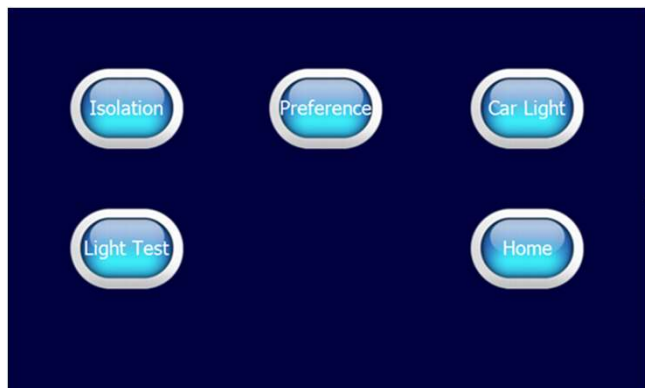 Isolation
Preference
Car Light
Light Test
Home